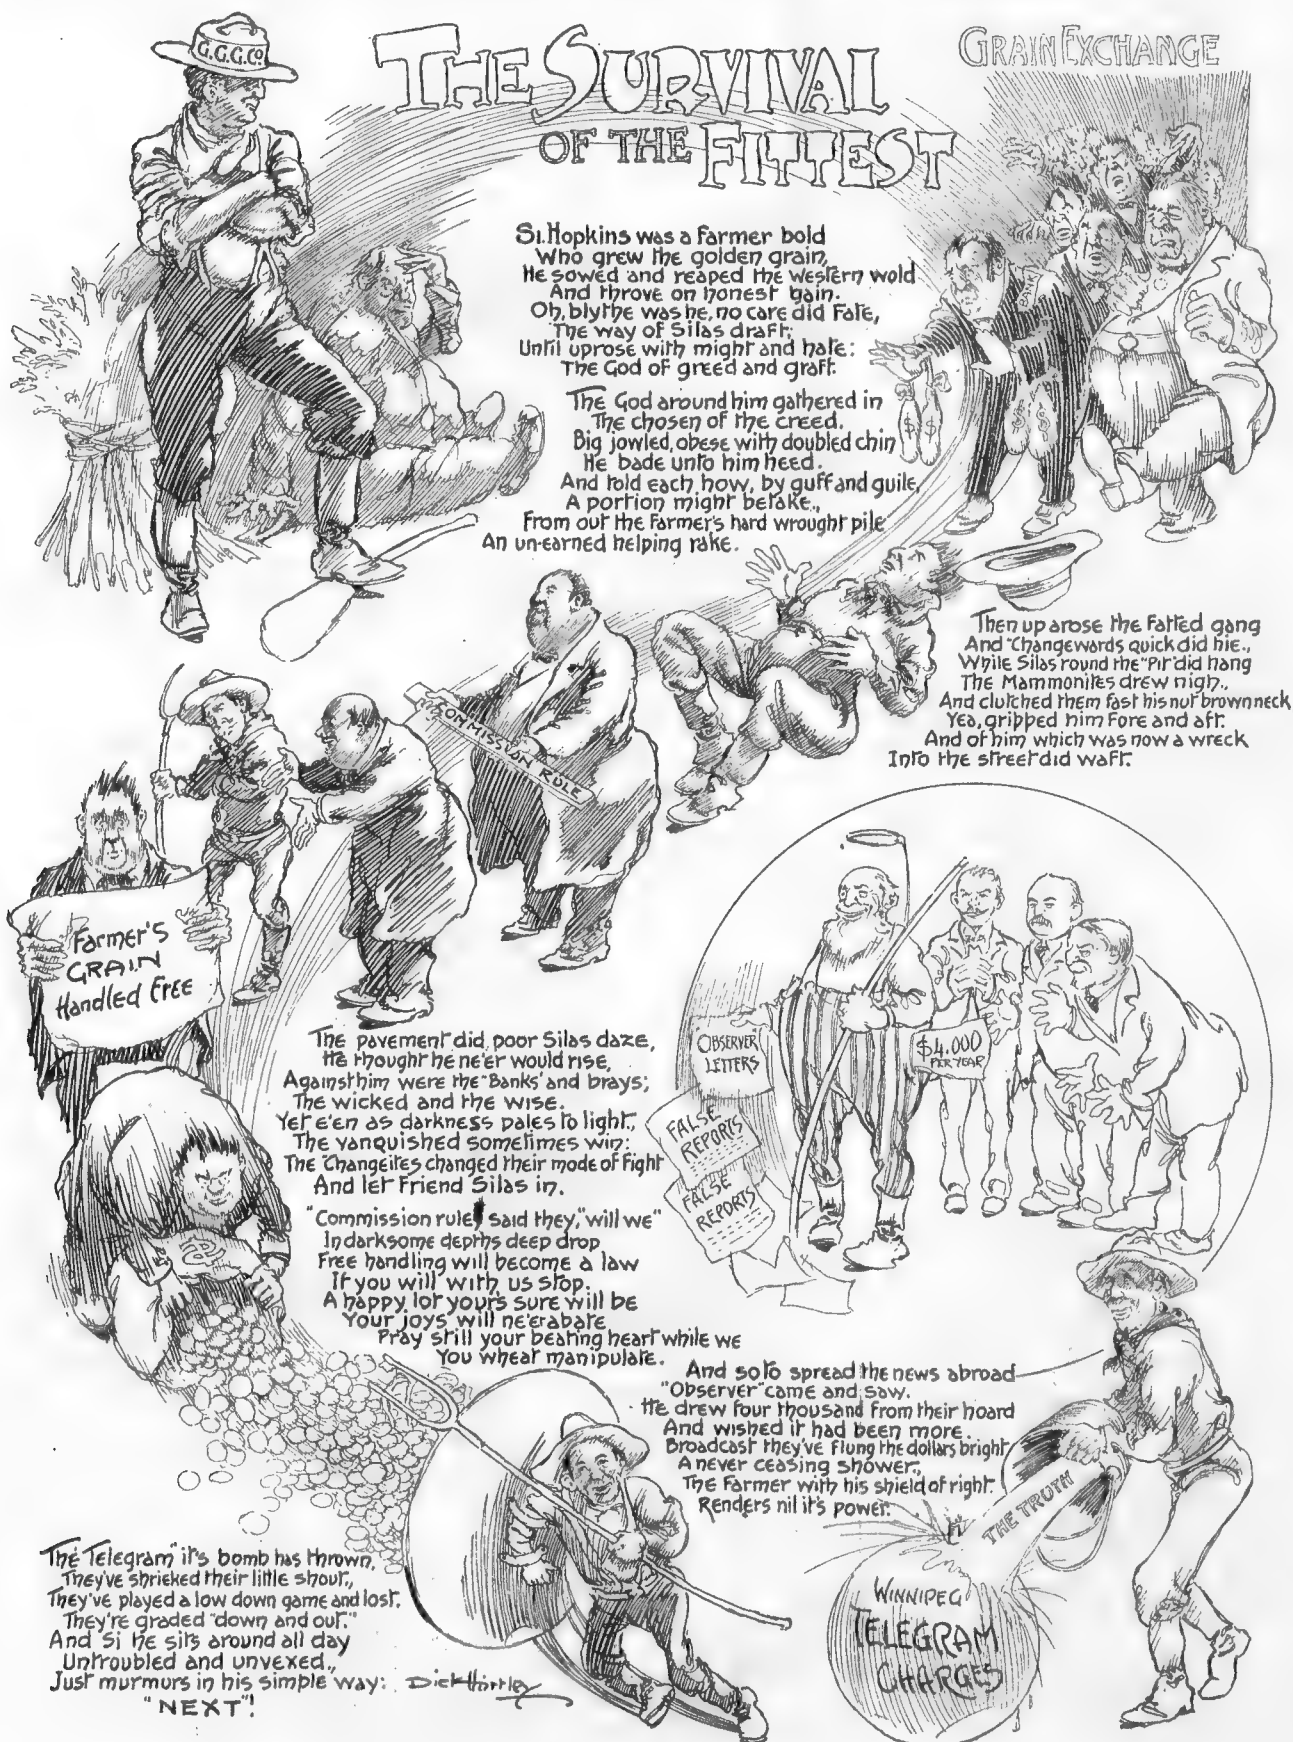 G.G.G.Co.
THE SURVIVAL
OF THE FITTEST
GRAIN EXCHANGE
Si. Hopkins was a Farmer bold
Who grew the golden grain,
He sowed and reaped the western wold
And throve on honest gain.
Oh, blythe was he, no care did Fate,
The way of Silas draft;
Until uprose with might and hate:
The God of greed and graft.
The God around him gathered in
The chosen of the creed.
Big jowled, obese with doubled chin
He bade unto him heed.
And told each how, by guff and guile,
A portion might betake.,
From out the Farmer's hard wrought pile
An un-earned helping rake.
BANK
$ $
$ $
Then up arose the Fatted gang
And "Changewards quick did hie.,
While Silas round the "Pit" did hang
The Mammonites drew nigh.,
And clutched them fast his nut brown neck
Yea, gripped him Fore and aft.
And of him which was now a wreck
Into the street did waft.
COMMISSION RULE
Farmer's
GRAIN
Handled Free
The pavement did poor Silas daze,
He thought he ne'er would rise,
Against him were the "Banks' and brays;
The wicked and the wise.
Yet e'en as darkness pales to light.,
The vanquished sometimes win:
The 'Changeites changed their mode of Fight
And let Friend Silas in.
"Commission rule, said they, "will we"
In darksome depths deep drop
Free handling will become a law
If you will with us stop.
A happy lot yours sure will be
Your joys will ne'er abate
Pray still your beating heart while we
You wheat manipulate.
OBSERVER
LETTERS
FALSE
REPORTS
FALSE
REPORTS
$4.000
PER YEAR
And so to spread the news abroad
"Observer" came and saw.
He drew four thousand from their hoard
And wished it had been more.
Broadcast they've flung the dollars bright
A never ceasing shower.,
The Farmer with his shield of right.
Renders nil it's power.
THE TRUTH
WINNIPEG
TELEGRAM
CHARGES
The Telegram" it's bomb has thrown,
They've shrieked their little shout.,
They've played a low down game and lost.
They're graded "down and out."
And Si he sits around all day
Untroubled and unvexed.,
Just murmurs in his simple way:
"NEXT"!
Dick Hartley